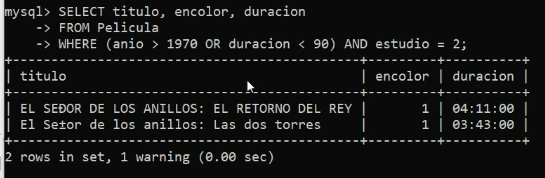 mysql> SELECT titulo, encolor, duracion
-> FROM Pelicula
-> WHERE (anio > 1970 OR duracion < 90) AND estudio = 2;
+--------------------------------------------+---------+----------+
| titulo | encolor | duracion |
+--------------------------------------------+---------+----------+
| EL SEÐOR DE LOS ANILLOS: EL RETORNO DEL REY | 1 | 04:11:00 |
| El Se±or de los anillos: Las dos torres | 1 | 03:43:00 |
+--------------------------------------------+---------+----------+
2 rows in set, 1 warning (0.00 sec)